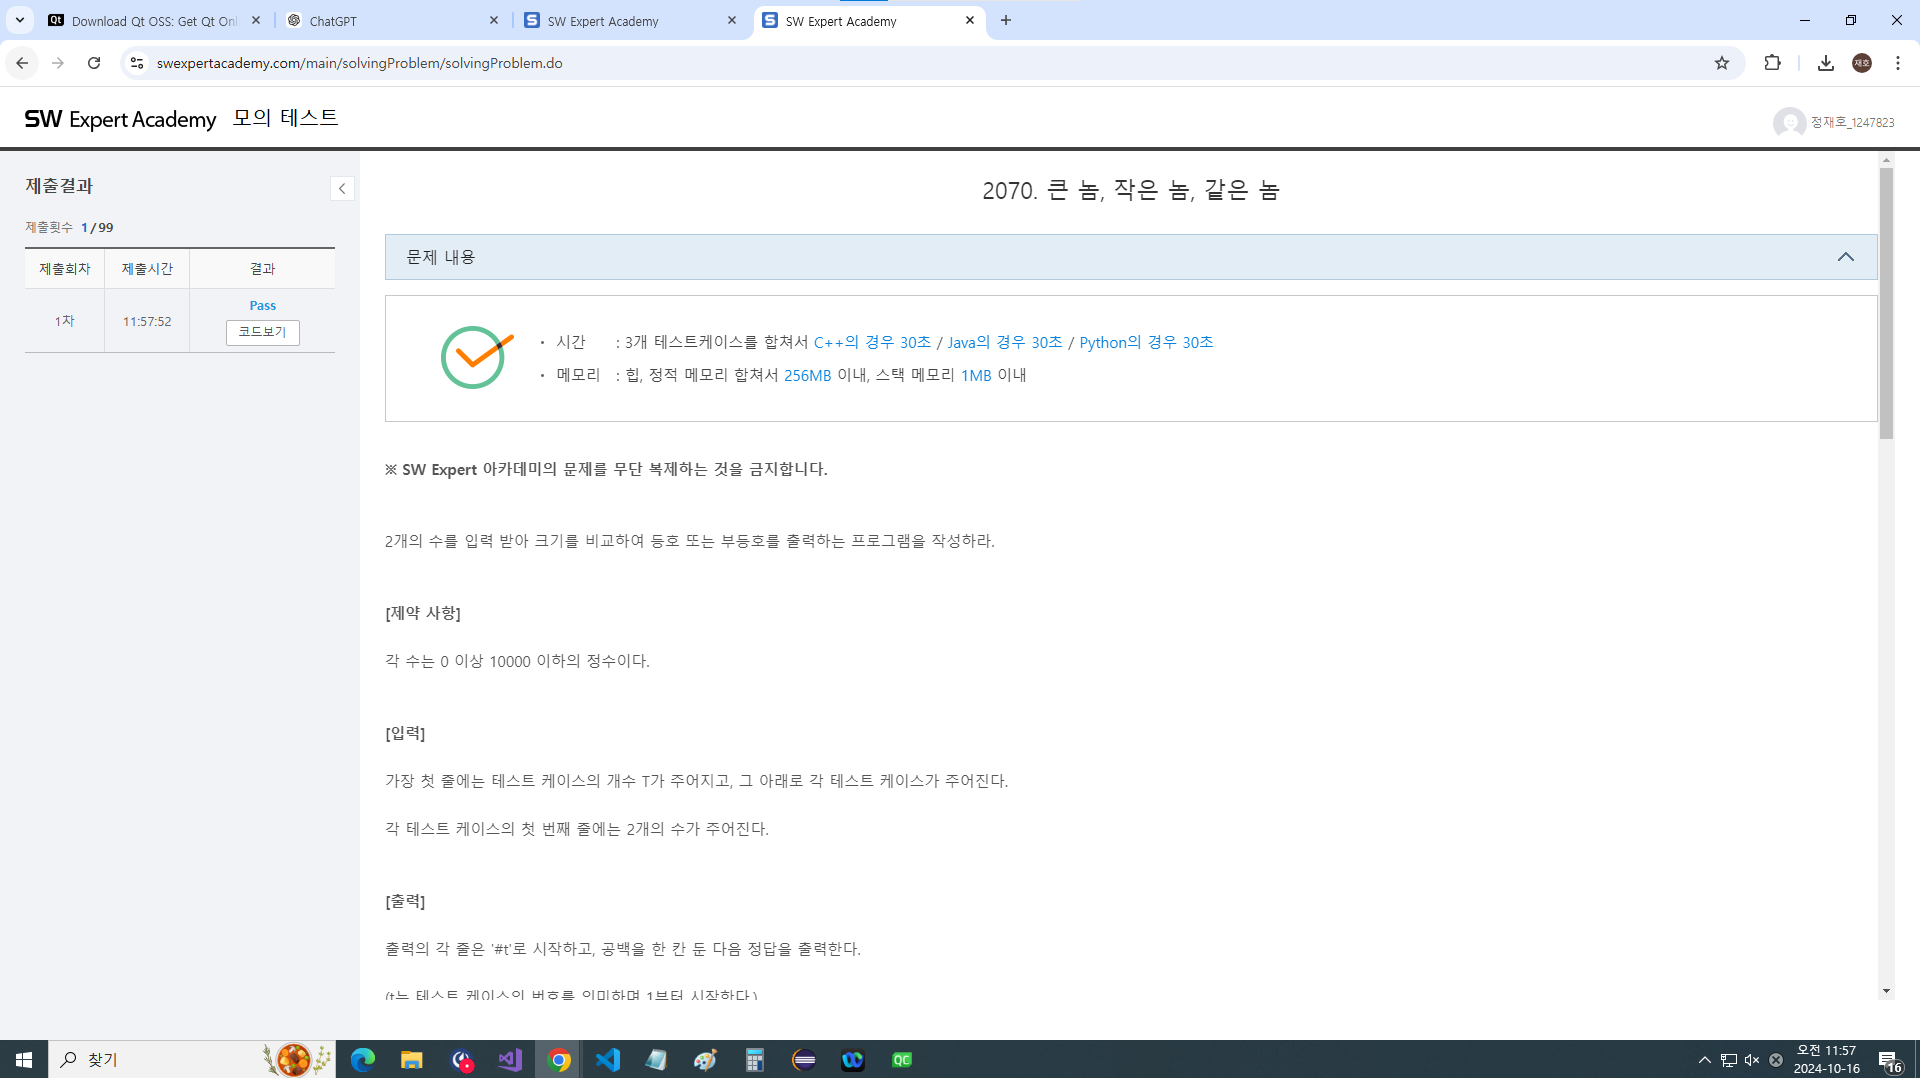 Download Qt OSS: Get Qt Onl
ChatGPT
SW Expert Academy
SW Expert Academy
swexpertacademy.com/main/solvingProblem/solvingProblem.do
재호
SW Expert Academy 모의 테스트
정재호_1247823
제출결과
제출횟수 1 / 99
제출회차 제출시간 결과
1차 11:57:52 Pass
코드보기
2070. 큰 놈, 작은 놈, 같은 놈
문제 내용
· 시간 : 3개 테스트케이스를 합쳐서 C++의 경우 30초 / Java의 경우 30초 / Python의 경우 30초
· 메모리 : 힙, 정적 메모리 합쳐서 256MB 이내, 스택 메모리 1MB 이내
※ SW Expert 아카데미의 문제를 무단 복제하는 것을 금지합니다.
2개의 수를 입력 받아 크기를 비교하여 등호 또는 부등호를 출력하는 프로그램을 작성하라.
[제약 사항]
각 수는 0 이상 10000 이하의 정수이다.
[입력]
가장 첫 줄에는 테스트 케이스의 개수 T가 주어지고, 그 아래로 각 테스트 케이스가 주어진다.
각 테스트 케이스의 첫 번째 줄에는 2개의 수가 주어진다.
[출력]
출력의 각 줄은 '#t'로 시작하고, 공백을 한 칸 둔 다음 정답을 출력한다.
(t는 테스트 케이스의 번호를 의미하며 1부터 시작한다.)
찾기
QC
오전 11:57
2024-10-16
16